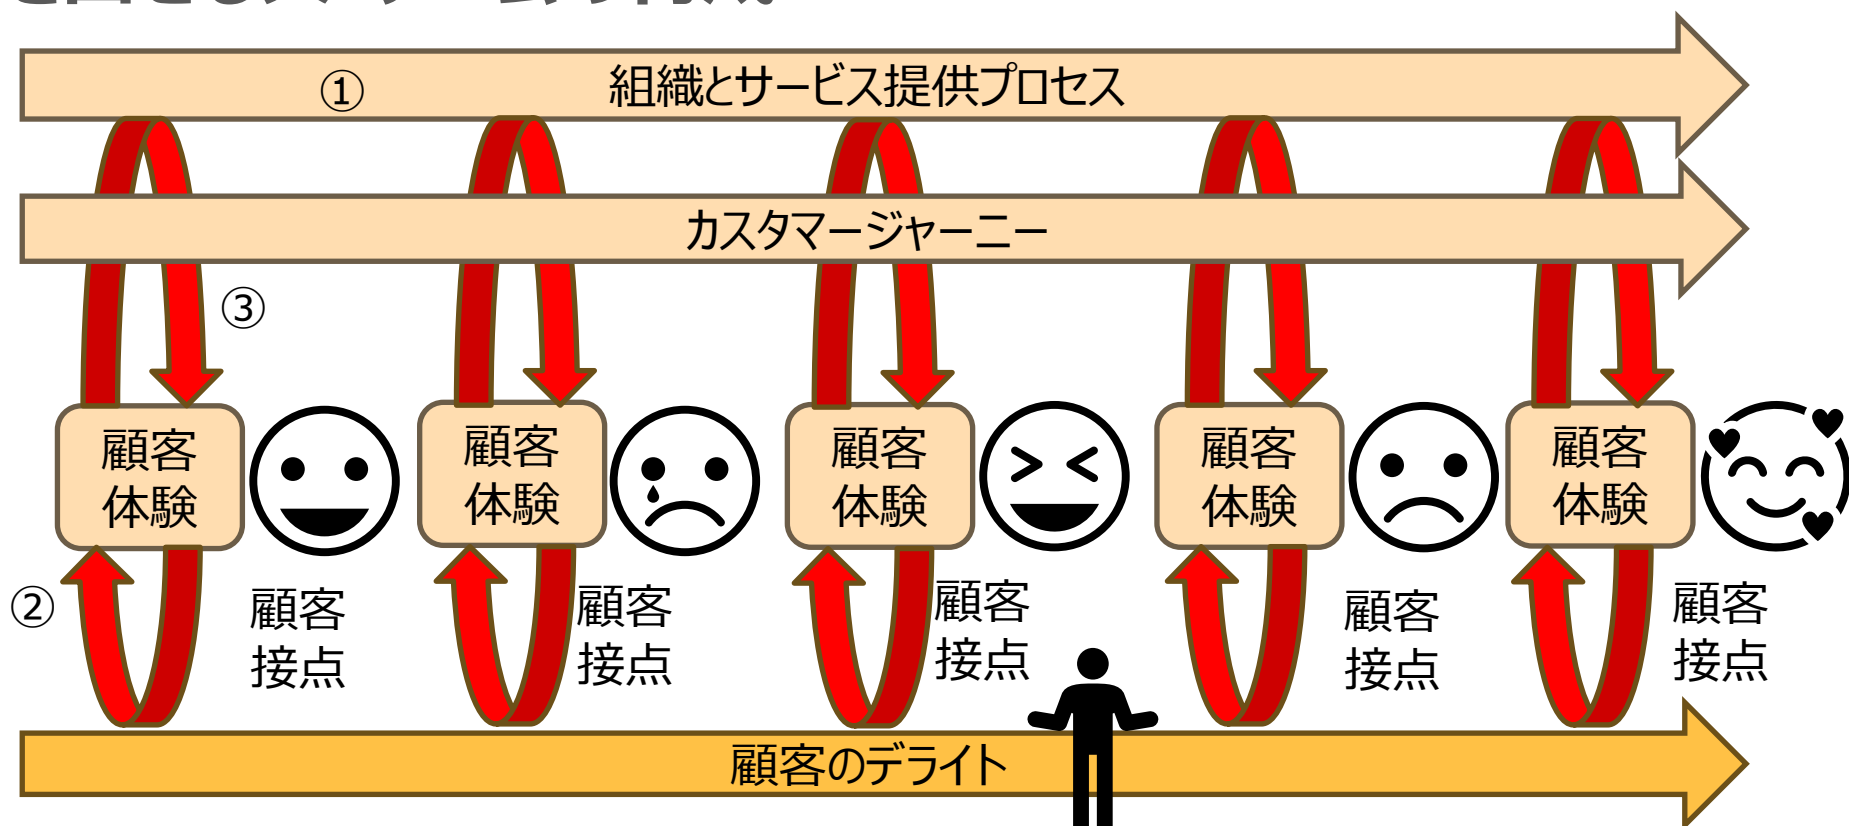 ① 組織とサービス提供プロセス
カスタマージャーニー
③
顧客
体験
顧客
体験
顧客
体験
顧客
体験
顧客
体験
②
顧客
接点
顧客
接点
顧客
接点
顧客
接点
顧客
接点
顧客のデライト